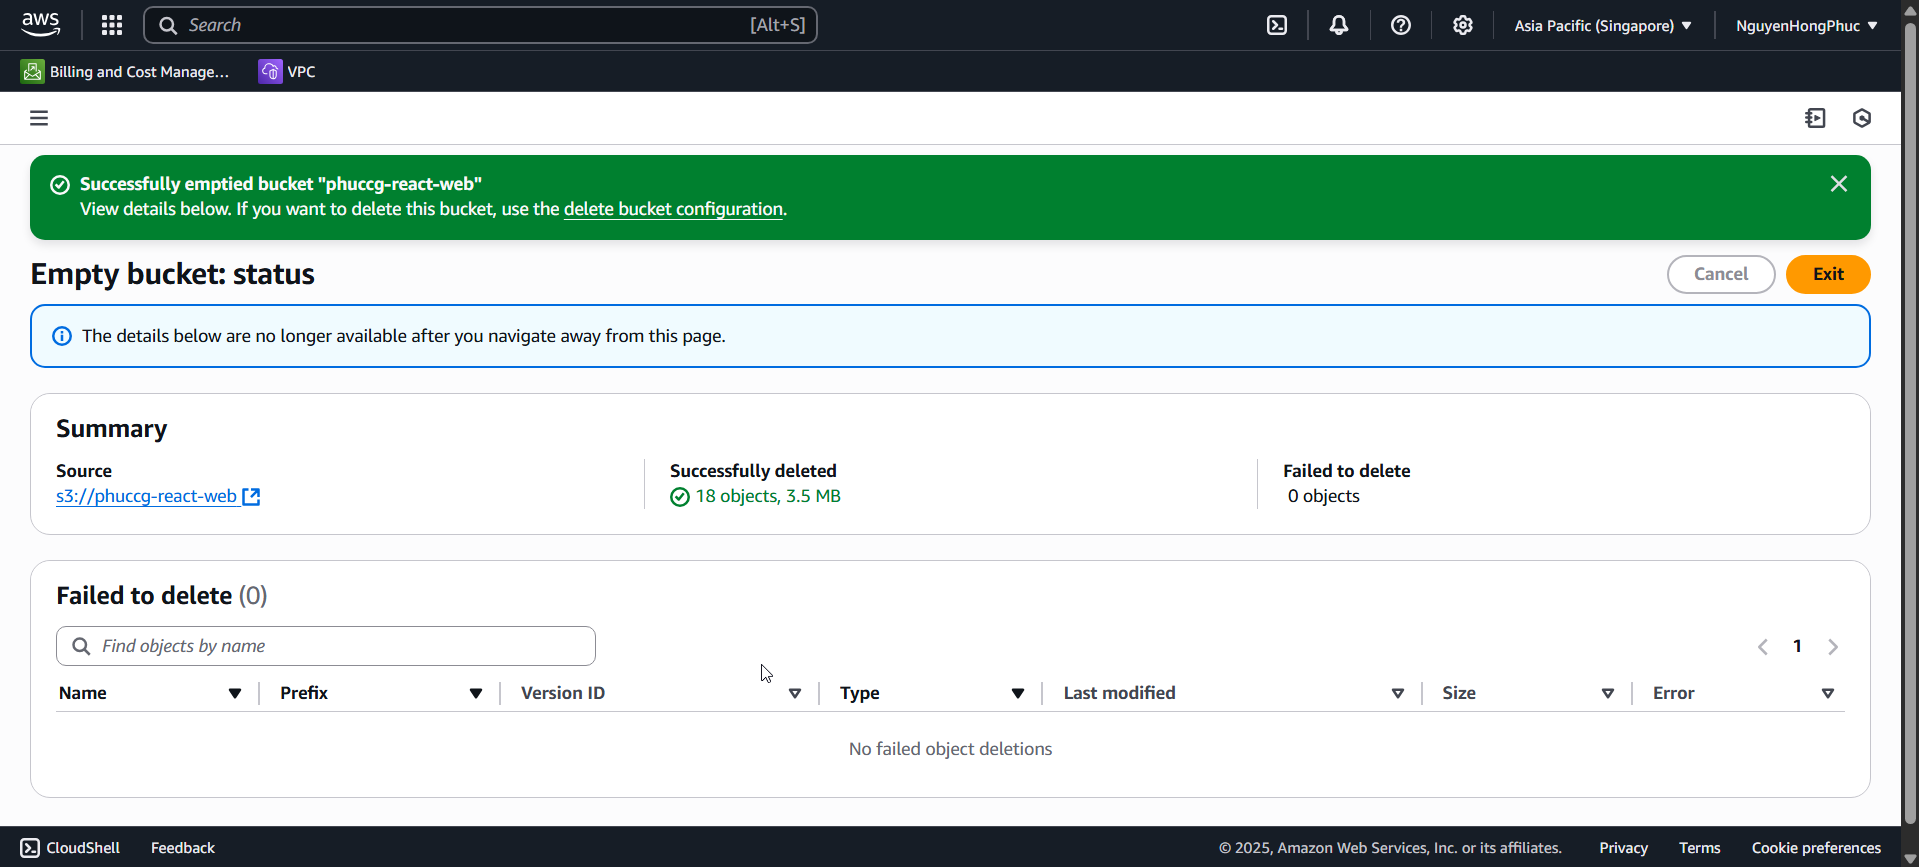 aws
Search [Alt+S]
Asia Pacific (Singapore)
NguyenHongPhuc
Billing and Cost Manage...
VPC
Successfully emptied bucket "phuccg-react-web"
View details below. If you want to delete this bucket, use the delete bucket configuration.
Empty bucket: status
Cancel
Exit
The details below are no longer available after you navigate away from this page.
Summary
Source
s3://phuccg-react-web
Successfully deleted
18 objects, 3.5 MB
Failed to delete
0 objects
Failed to delete (0)
Find objects by name
1
Name Prefix Version ID Type Last modified Size Error
No failed object deletions
CloudShell Feedback © 2025, Amazon Web Services, Inc. or its affiliates. Privacy Terms Cookie preferences